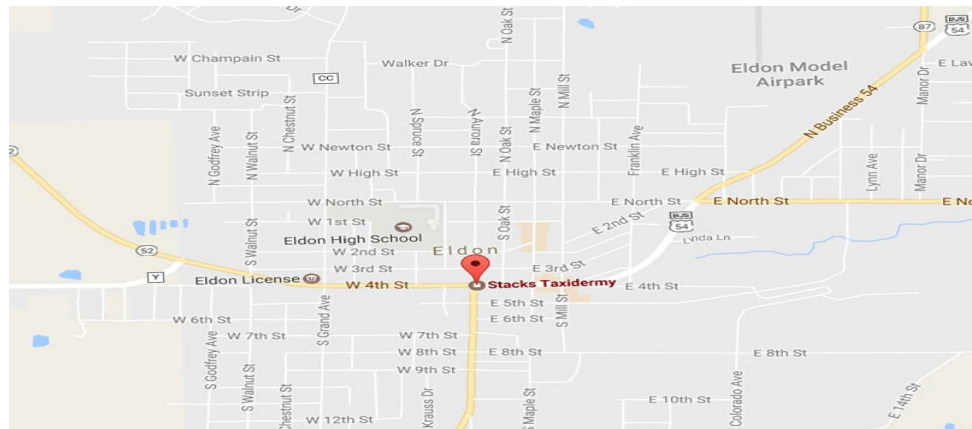 N Oak St
BUS
54
87
W Champain St
Walker Dr
Eldon Model
Airpark
E Law
CC
Manor Dr
Sunset Strip
N Chestnut St
N Mill St
N Maple St
N Business 54
N Spruce St
N Aurora St
N Oak St
Franklin Ave
N Godfrey Ave
N Walnut St
W Newton St
E Newton St
Lynn Ave
Manor Dr
W High St
E High St
E High St
W North St
E North St
E North St
E No
W 1st St
S Oak St
E 2nd St
BUS
54
Lynda Ln
Eldon High School
S Walnut St
W 2nd St
Eldon
52
W 3rd St
E 3rd St
Y
Eldon License
W 4th St
Stacks Taxidermy
E 4th St
E 5th St
S Grand Ave
S Mill St
W 6th St
E 6th St
W 7th St
W 7th St
S Godfrey Ave
S Walnut St
W 8th St
E 8th St
E 8th St
W 9th St
Chestnut St
Krauss Dr
S Maple St
Colorado Ave
E 10th St
E 14th St
W 12th St